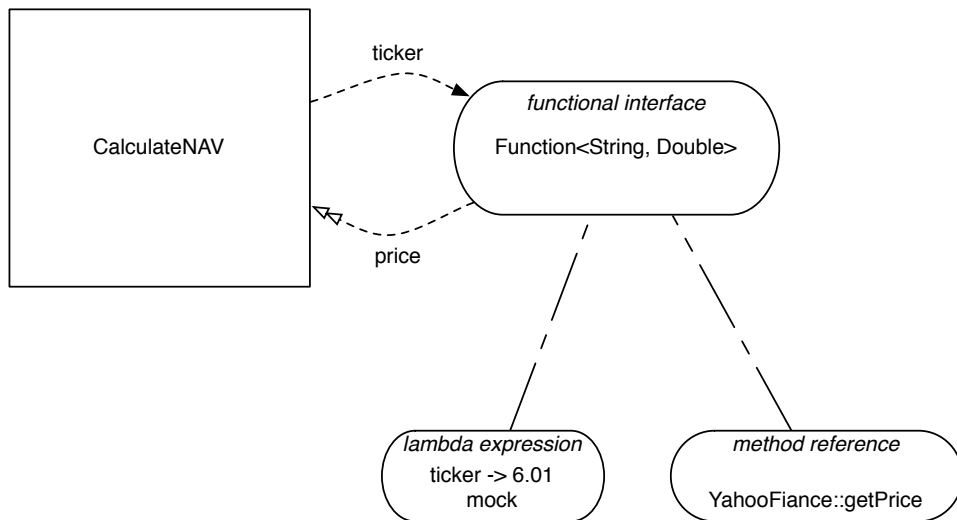 ticker
functional interface
CalculateNAV
Function<String, Double>
price
lambda expression
ticker -> 6.01
mock
method reference
YahooFiance::getPrice